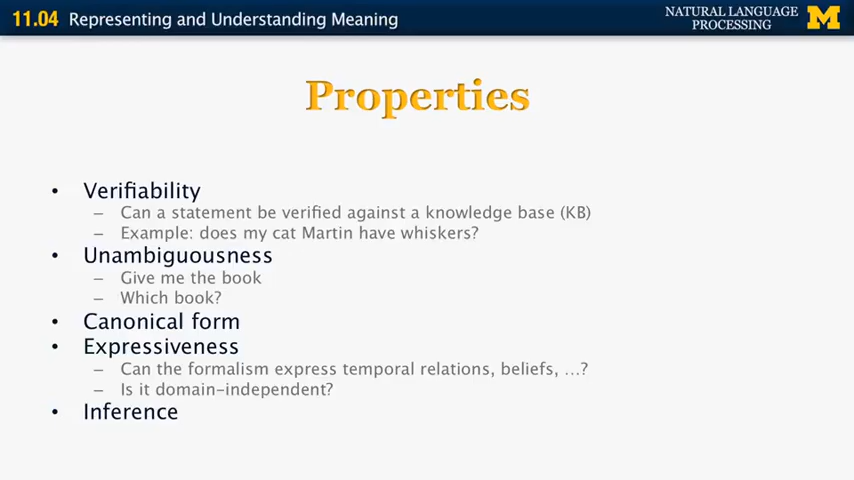 11.04 Representing and Understanding Meaning
NATURAL LANGUAGE
PROCESSING
M
Properties
• Verifiability
– Can a statement be verified against a knowledge base (KB)
– Example: does my cat Martin have whiskers?
• Unambiguousness
– Give me the book
– Which book?
• Canonical form
• Expressiveness
– Can the formalism express temporal relations, beliefs, …?
– Is it domain-independent?
• Inference